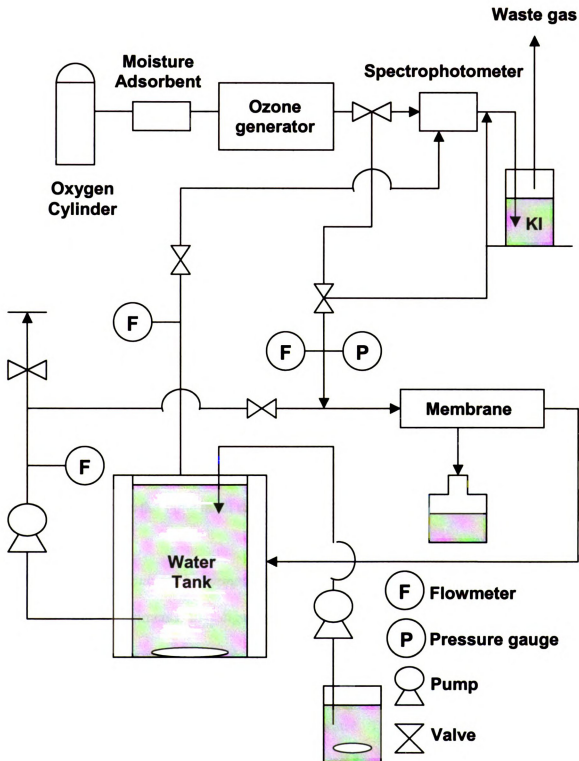 Waste gas
Moisture
Adsorbent
Spectrophotometer
Ozone
generator
Oxygen
Cylinder
KI
F
F
P
Membrane
F
Water
Tank
F Flowmeter
P Pressure gauge
Pump
Valve